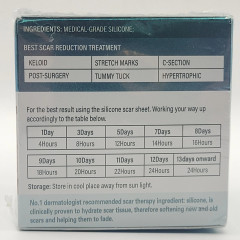 INGREDIENTS: MEDICAL-GRADE SILICONE.
BEST SCAR REDUCTION TREATMENT
KELOID STRETCH MARKS C-SECTION
POST-SURGERY TUMMY TUCK HYPERTROPHIC
For the best result using the silicone scar sheet. Working your way up
accordingly to the table below.
1Day 30Days 5Days 7Days 8Days
4Hours 8Hours 12Hours 14Hours 16Hours
9Days 10Days 11Days 12Days 13days onward
18Hours 20Hours 22Hours 24Hours 24Hours
Storage: Store in cool place away from sun light.
No.1 dermatologist recommended scar therapy ingredient: silicone, is
clinically proven to hydrate scar tissue, therefore softening new and old
scars and helping them to fade.